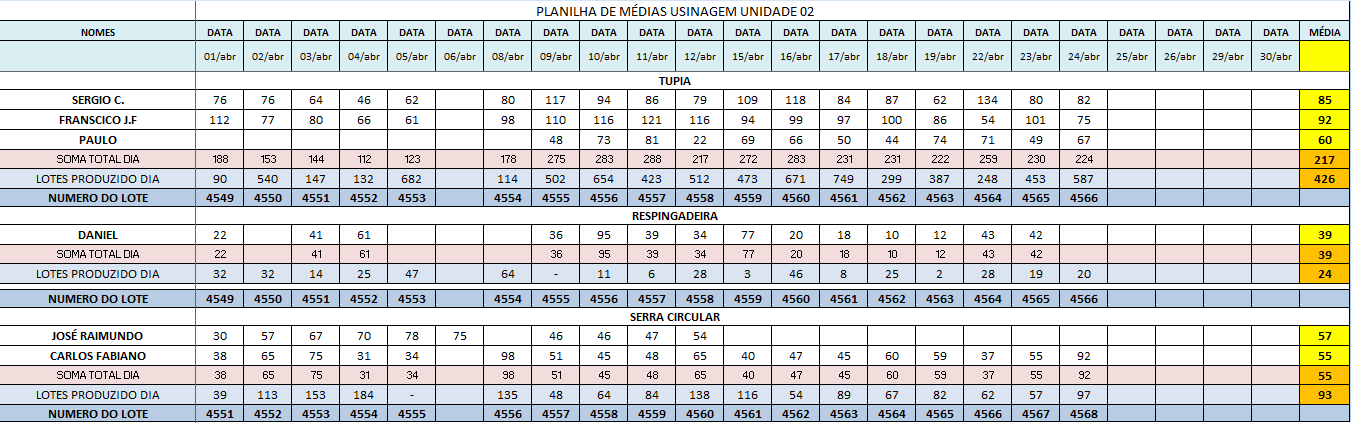 PLANILHA DE MÉDIAS USINAGEM UNIDADE 02
NOMES DATA DATA DATA DATA DATA DATA DATA DATA DATA DATA DATA DATA DATA DATA DATA DATA DATA DATA DATA DATA DATA DATA MÉDIA
01/abr 02/abr 03/abr 04/abr 05/abr 06/abr 08/abr 09/abr 10/abr 11/abr 12/abr 15/abr 16/abr 17/abr 18/abr 19/abr 22/abr 23/abr 24/abr 25/abr 26/abr 29/abr 30/abr
TUPIA
SERGIO C. 76 76 64 46 62 80 117 94 86 79 109 118 84 87 62 134 80 82 85
FRANSCICO J.F 112 77 80 66 61 98 110 116 121 116 94 99 97 100 86 54 101 75 92
PAULO 48 73 81 22 69 66 50 44 74 71 49 67 60
SOMA TOTAL DIA 188 153 144 112 123 178 275 283 288 217 272 283 231 231 222 259 230 224 217
LOTES PRODUZIDO DIA 90 540 147 132 682 114 502 654 423 512 473 671 749 299 387 248 453 587 426
NUMERO DO LOTE 4549 4550 4551 4552 4553 4554 4555 4556 4557 4558 4559 4560 4561 4562 4563 4564 4565 4566
RESPINGADEIRA
DANIEL 22 41 61 36 95 39 34 77 20 18 10 12 43 42 39
SOMA TOTAL DIA 22 41 61 36 95 39 34 77 20 18 10 12 43 42 39
LOTES PRODUZIDO DIA 32 32 14 25 47 64 - 11 6 28 3 46 8 25 2 28 19 20 24
NUMERO DO LOTE 4549 4550 4551 4552 4553 4554 4555 4556 4557 4558 4559 4560 4561 4562 4563 4564 4565 4566
SERRA CIRCULAR
JOSÉ RAIMUNDO 30 57 67 70 78 75 46 46 47 54 57
CARLOS FABIANO 38 65 75 31 34 98 51 45 48 65 40 47 45 60 59 37 55 92 55
SOMA TOTAL DIA 38 65 75 31 34 98 51 45 48 65 40 47 45 60 59 37 55 92 55
LOTES PRODUZIDO DIA 39 113 153 184 - 135 48 64 84 138 116 54 89 67 82 62 57 97 93
NUMERO DO LOTE 4551 4552 4553 4554 4555 4556 4557 4558 4559 4560 4561 4562 4563 4564 4565 4566 4567 4568